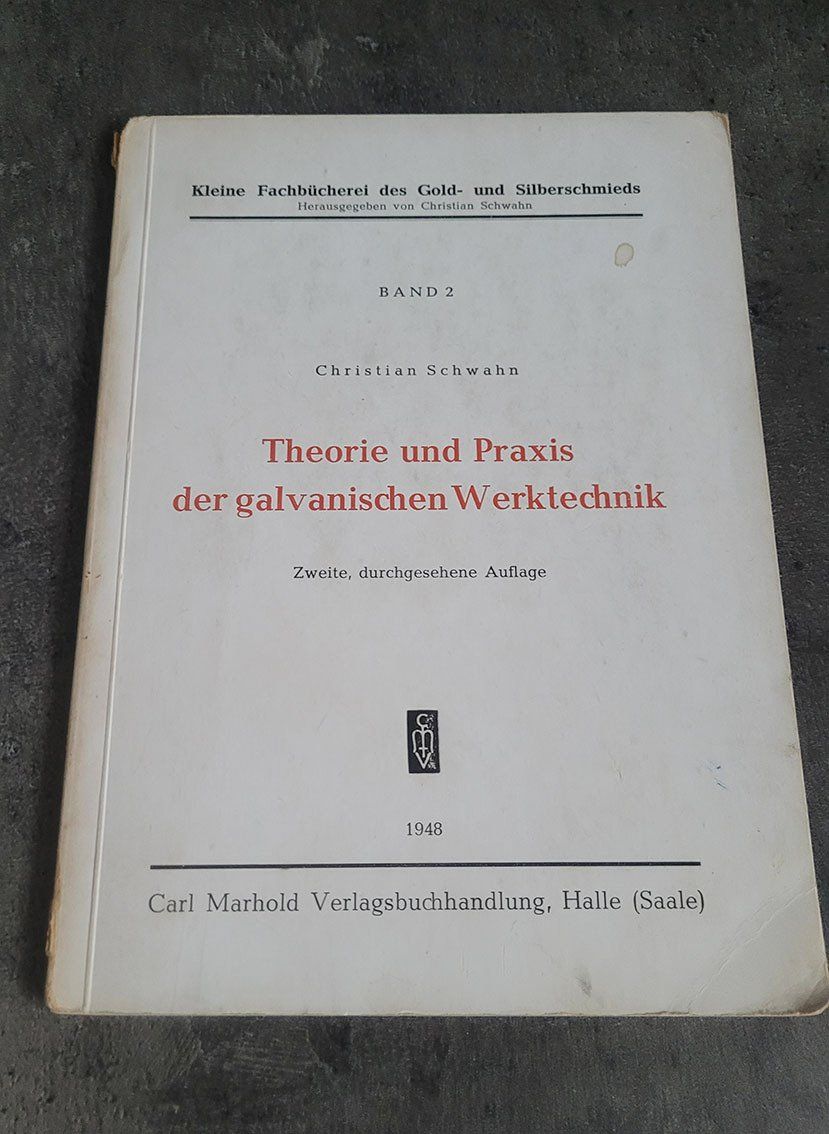 Kleine Fachbücherei des Gold- und Silberschmieds
Herausgegeben von Christian Schwahn
BAND 2
Christian Schwahn
Theorie und Praxis
der galvanischen Werktechnik
Zweite, durchgesehene Auflage
C
M
V
1948
Carl Marhold Verlagsbuchhandlung, Halle (Saale)